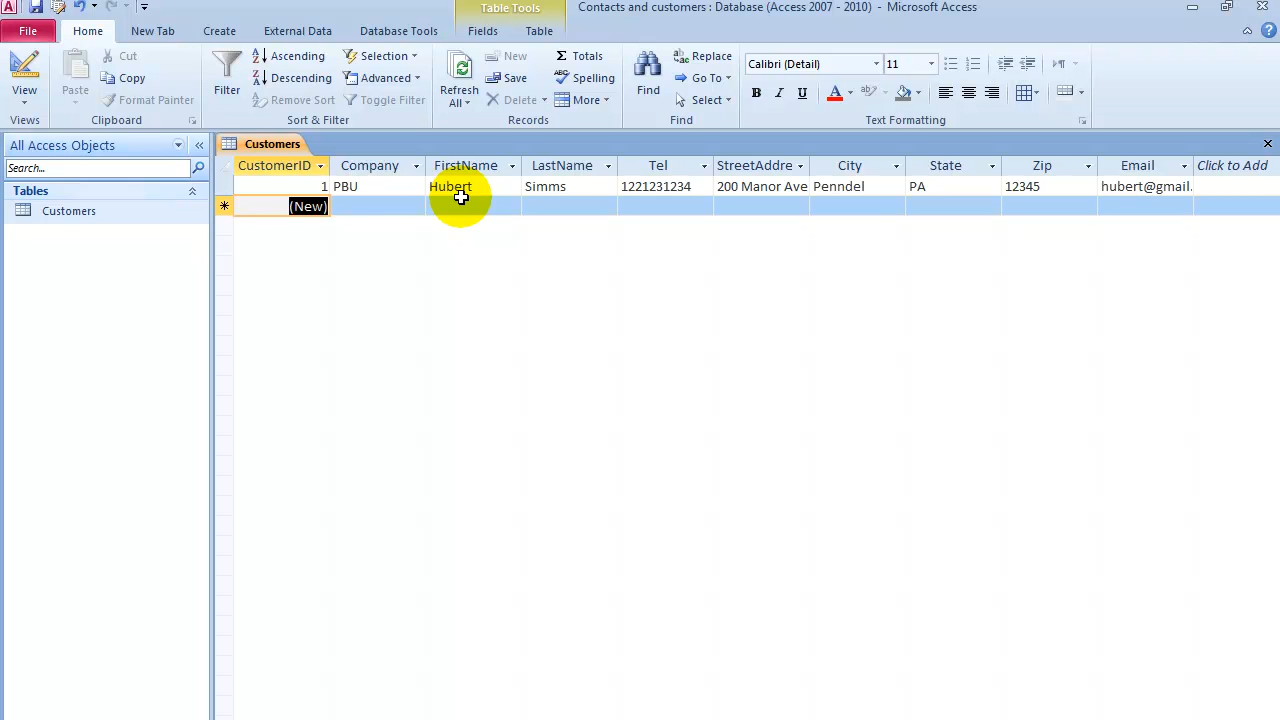 Table Tools
Contacts and customers : Database (Access 2007 - 2010) - Microsoft Access
File Home New Tab Create External Data Database Tools Fields Table
Cut Ascending Selection New Totals Replace
Calibri (Detail) 11
Copy Descending Advanced Save Spelling Go To
View Paste Format Painter Filter Remove Sort Toggle Filter Refresh All Delete More Find Select
B I U A
Views Clipboard Sort & Filter Records Find Text Formatting
All Access Objects « Customers
Search... CustomerID Company FirstName LastName Tel StreetAddre City State Zip Email Click to Add
Tables 1 PBU Hubert Simms 1221231234 200 Manor Ave Penndel PA 12345 hubert@gmail.
Customers (New)